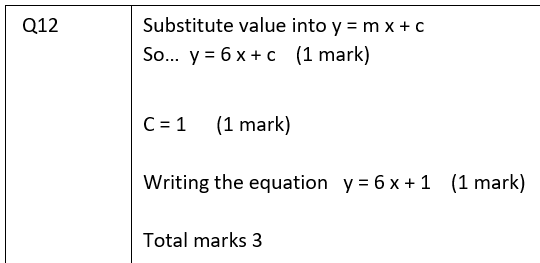 Q12
Substitute value into y = m x + c
So... y = 6 x + c (1 mark)
C = 1 (1 mark)
Writing the equation y = 6 x + 1 (1 mark)
Total marks 3